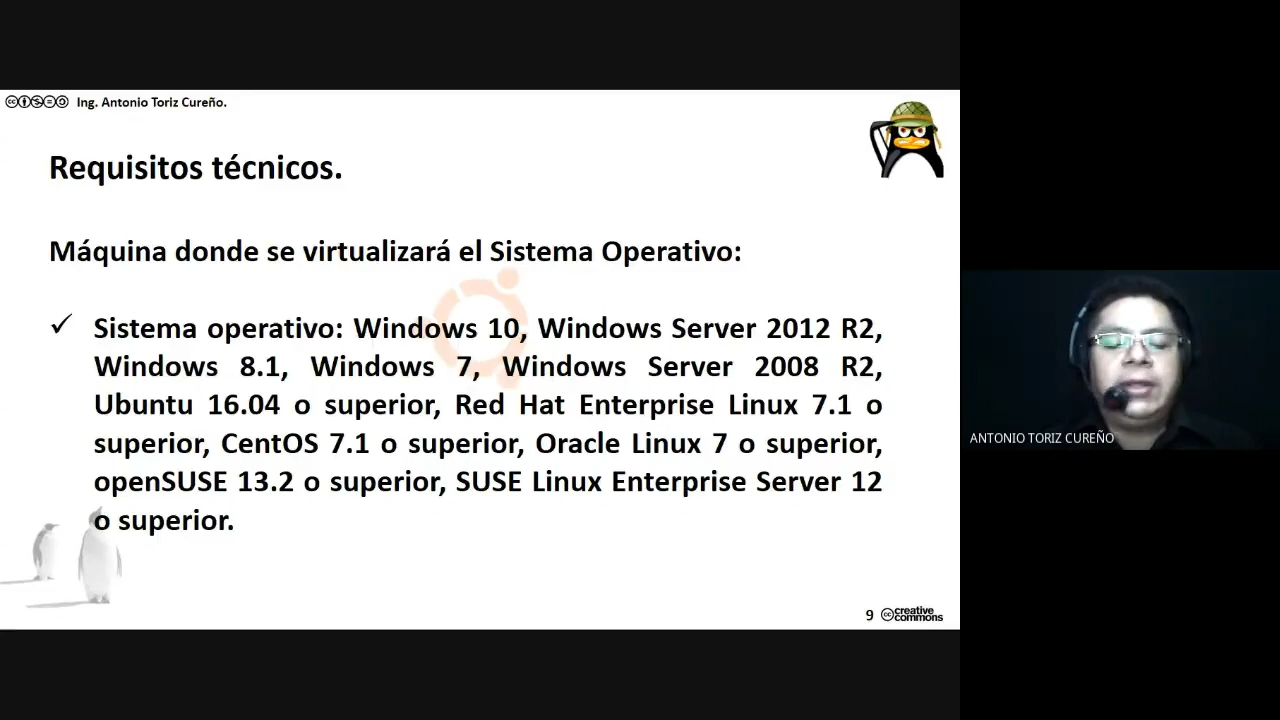 Ing. Antonio Toriz Cureño.
Requisitos técnicos.
Máquina donde se virtualizará el Sistema Operativo:
✓ Sistema operativo: Windows 10, Windows Server 2012 R2,
Windows 8.1, Windows 7, Windows Server 2008 R2,
Ubuntu 16.04 o superior, Red Hat Enterprise Linux 7.1 o
superior, CentOS 7.1 o superior, Oracle Linux 7 o superior,
openSUSE 13.2 o superior, SUSE Linux Enterprise Server 12
o superior.
ANTONIO TORIZ CUREÑO
9 cc creative
commons